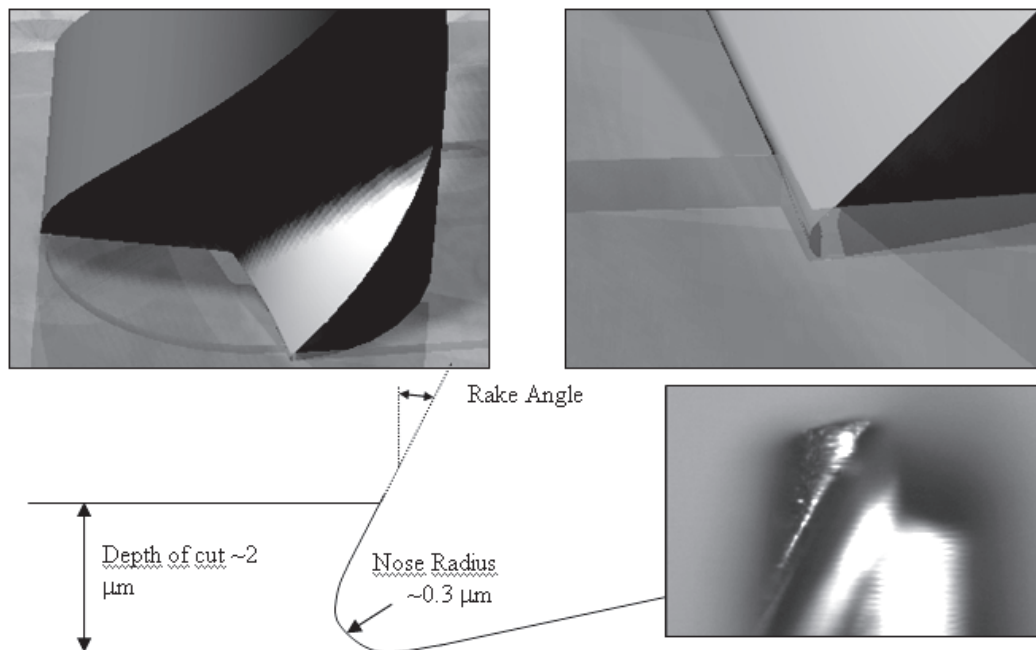 Rake Angle
Depth of cut ~2
µm
Nose Radius
~0.3 µm